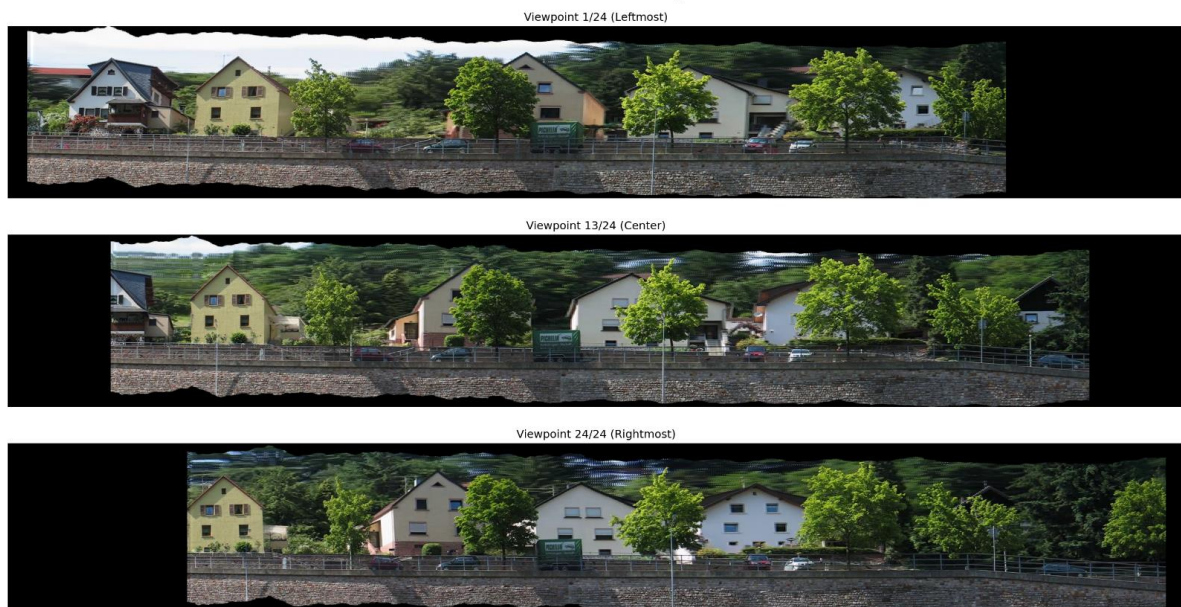 Viewpoint 1/24 (Leftmost)
Viewpoint 13/24 (Center)
Viewpoint 24/24 (Rightmost)